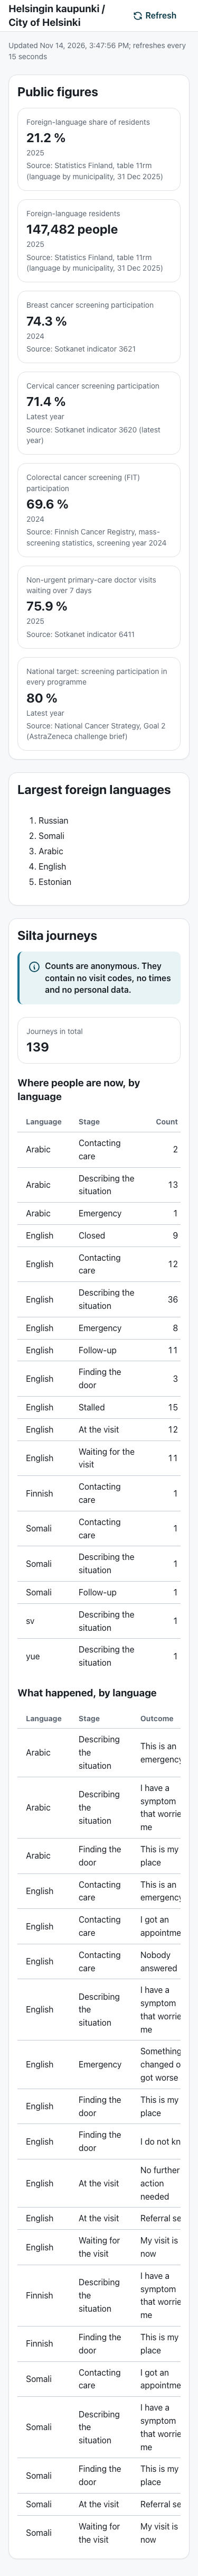 Helsingin kaupunki /
City of Helsinki
Refresh
Updated Nov 14, 2026, 3:47:56 PM; refreshes every
15 seconds
Public figures
Foreign-language share of residents
21.2 %
2025
Source: Statistics Finland, table 11rm
(language by municipality, 31 Dec 2025)
Foreign-language residents
147,482 people
2025
Source: Statistics Finland, table 11rm
(language by municipality, 31 Dec 2025)
Breast cancer screening participation
74.3 %
2024
Source: Sotkanet indicator 3621
Cervical cancer screening participation
71.4 %
Latest year
Source: Sotkanet indicator 3620 (latest
year)
Colorectal cancer screening (FIT)
participation
69.6 %
2024
Source: Finnish Cancer Registry, mass-
screening statistics, screening year 2024
Non-urgent primary-care doctor visits
waiting over 7 days
75.9 %
2025
Source: Sotkanet indicator 6411
National target: screening participation in
every programme
80 %
Latest year
Source: National Cancer Strategy, Goal 2
(AstraZeneca challenge brief)
Largest foreign languages
1. Russian
2. Somali
3. Arabic
4. English
5. Estonian
Silta journeys
Counts are anonymous. They
contain no visit codes, no times
and no personal data.
Journeys in total
139
Where people are now, by
language
Language Stage Count
Contacting
Arabic 2
care
Describing the
Arabic 13
situation
Arabic Emergency 1
English Closed 9
Contacting
English 12
care
Describing the
English 36
situation
English Emergency 8
English Follow-up 11
Finding the
English 3
door
English Stalled 15
English At the visit 12
Waiting for the
English 11
visit
Contacting
Finnish 1
care
Contacting
Somali 1
care
Describing the
Somali 1
situation
Somali Follow-up 1
Describing the
sv 1
situation
Describing the
yue 1
situation
What happened, by language
Language Stage Outcome
Describing
the This is an
Arabic emergency
situation
I have a
Describing symptom
Arabic the that worrie
situation me
Finding the This is my
Arabic
door place
Contacting This is an
English
care emergency
Contacting I got an
English
care appointme
Contacting Nobody
English
care answered
I have a
Describing symptom
English the that worrie
situation me
Something
English Emergency changed o
got worse
Finding the This is my
English
door place
Finding the
English I do not kn
door
No further
English At the visit action
needed
English At the visit Referral se
Waiting for My visit is
English
the visit now
I have a
Describing symptom
Finnish the that worrie
situation me
Finding the This is my
Finnish
door place
Contacting I got an
Somali
care appointme
I have a
Describing symptom
Somali the that worrie
situation me
Finding the This is my
Somali
door place
Somali At the visit Referral se
Waiting for My visit is
Somali
the visit now